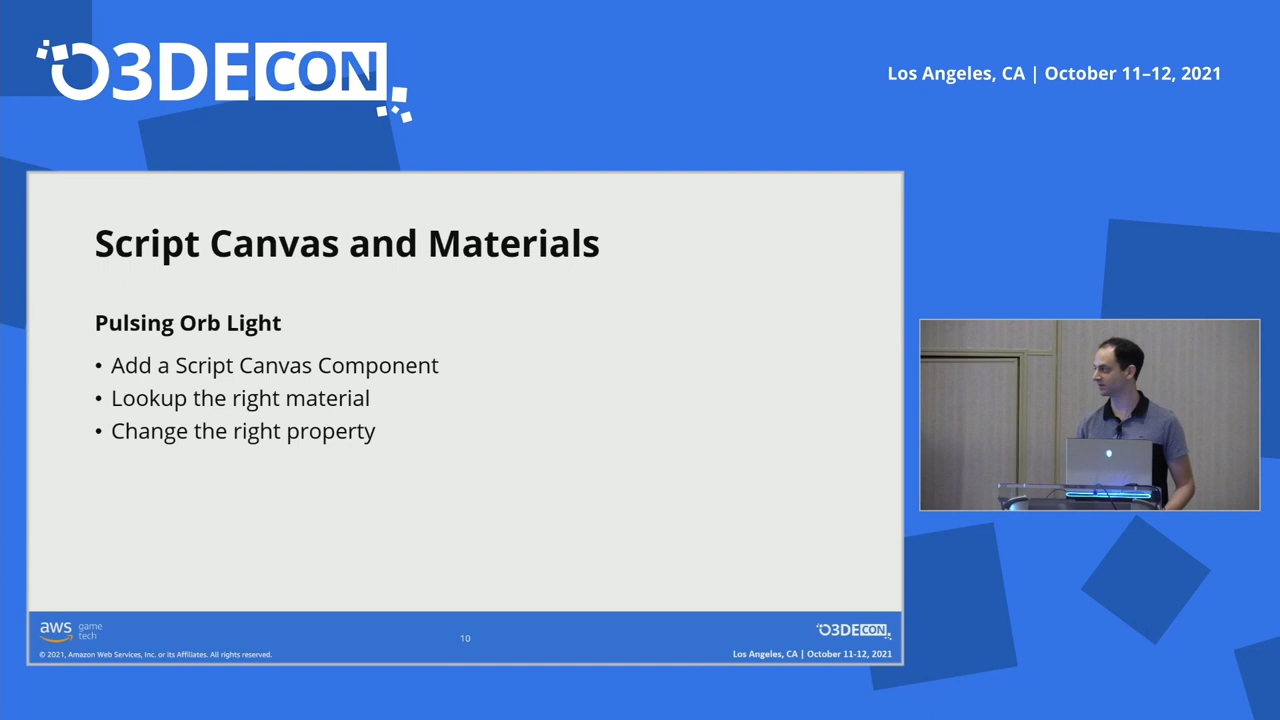 O3DECON
Los Angeles, CA | October 11–12, 2021
Script Canvas and Materials
Pulsing Orb Light
• Add a Script Canvas Component
• Lookup the right material
• Change the right property
aws game tech
10
O3DECON
© 2021, Amazon Web Services, Inc. or its Affiliates. All rights reserved.
Los Angeles, CA | October 11-12, 2021